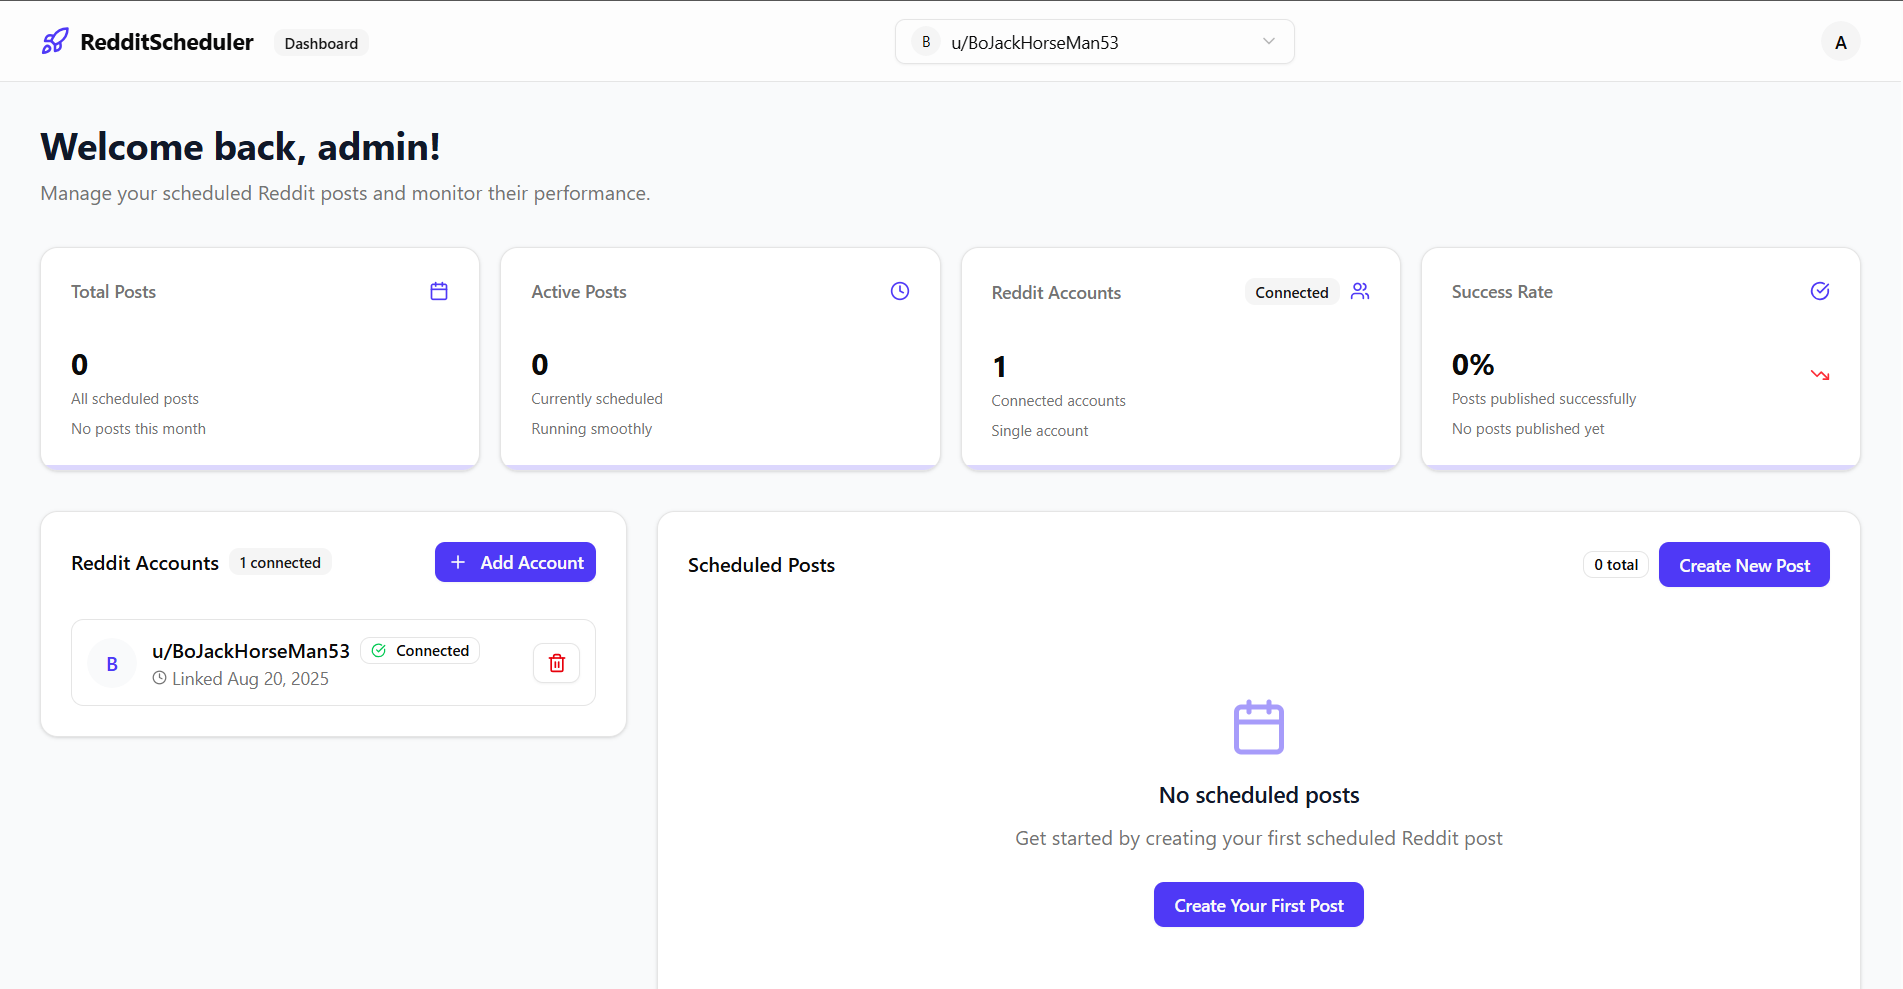 RedditScheduler
Dashboard
B
u/BoJackHorseMan53
A
Welcome back, admin!
Manage your scheduled Reddit posts and monitor their performance.
Total Posts
0
All scheduled posts
No posts this month
Active Posts
0
Currently scheduled
Running smoothly
Reddit Accounts
Connected
1
Connected accounts
Single account
Success Rate
0%
Posts published successfully
No posts published yet
Reddit Accounts
1 connected
Add Account
B
u/BoJackHorseMan53
Connected
Linked Aug 20, 2025
Scheduled Posts
0 total
Create New Post
No scheduled posts
Get started by creating your first scheduled Reddit post
Create Your First Post